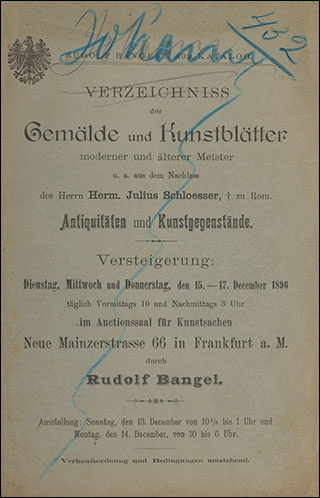 Johann 432
RUDOLF BANGEL'S KATALOG
VERZEICHNISS
der
Gemälde und Kunstblätter
moderner und älterer Meister
u. a. aus dem Nachlass
des Herrn Herm. Julius Schloesser, † zu Rom.
Antiquitäten und Kunstgegenstände.
Versteigerung:
Dienstag, Mittwoch und Donnerstag, den 15.—17. December 1896
täglich Vormittags 10 und Nachmittags 3 Uhr
im Auctionssaal für Kunstsachen
Neue Mainzerstrasse 66 in Frankfurt a. M.
durch
Rudolf Bangel.
Ausstellung: Sonntag, den 13. December von 10½ bis 1 Uhr und
Montag, den 14. December, von 10 bis 6 Uhr.
Verkaufsordnung und Bedingungen umstehend.